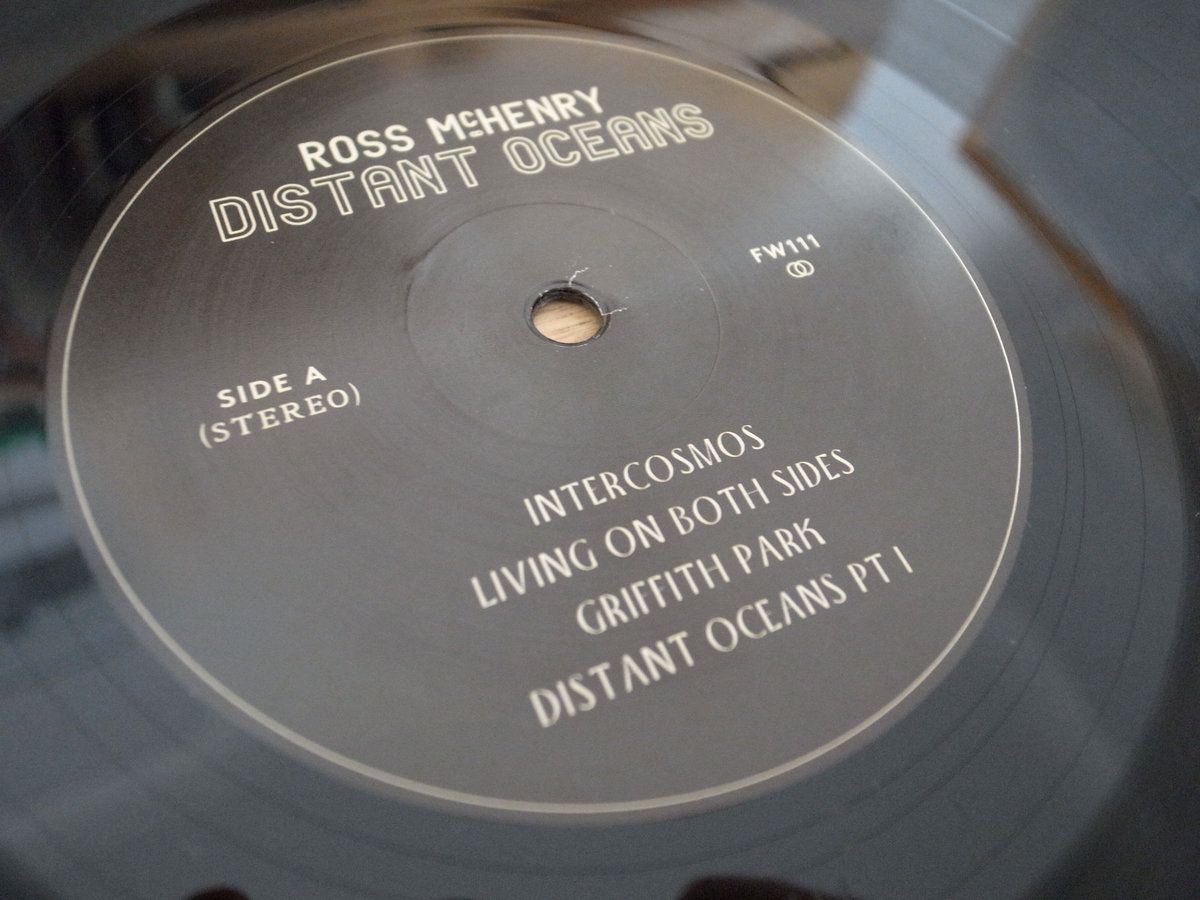 ROSS McHENRY
DISTANT OCEANS
FW111
SIDE A
(STEREO)
INTERCOSMOS
LIVING ON BOTH SIDES
GRIFFITH PARK
DISTANT OCEANS PT I